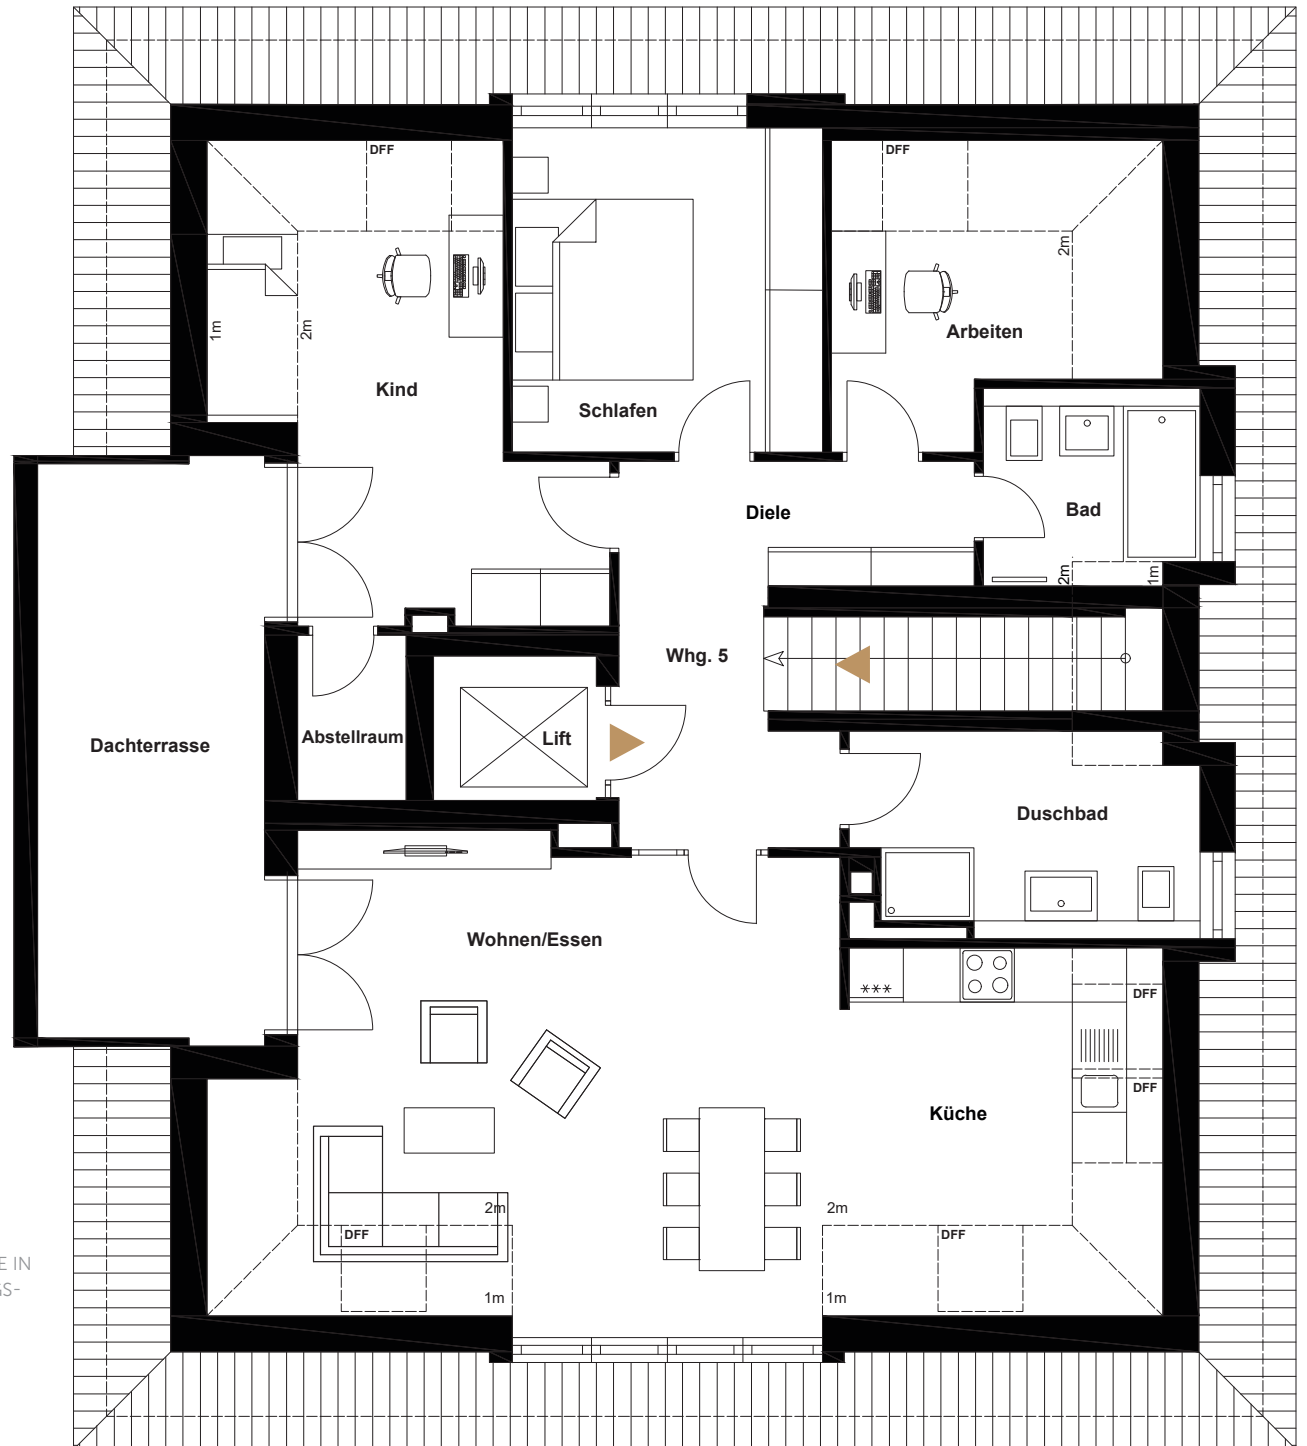 DFF
DFF
2m
1m
2m
Arbeiten
Kind
Schlafen
Diele
Bad
2m
1m
Whg. 5
Dachterrasse
Abstellraum
Lift
Duschbad
Wohnen/Essen
***
DFF
DFF
Küche
2m
2m
DFF
DFF
E IN
GS-
1m
1m